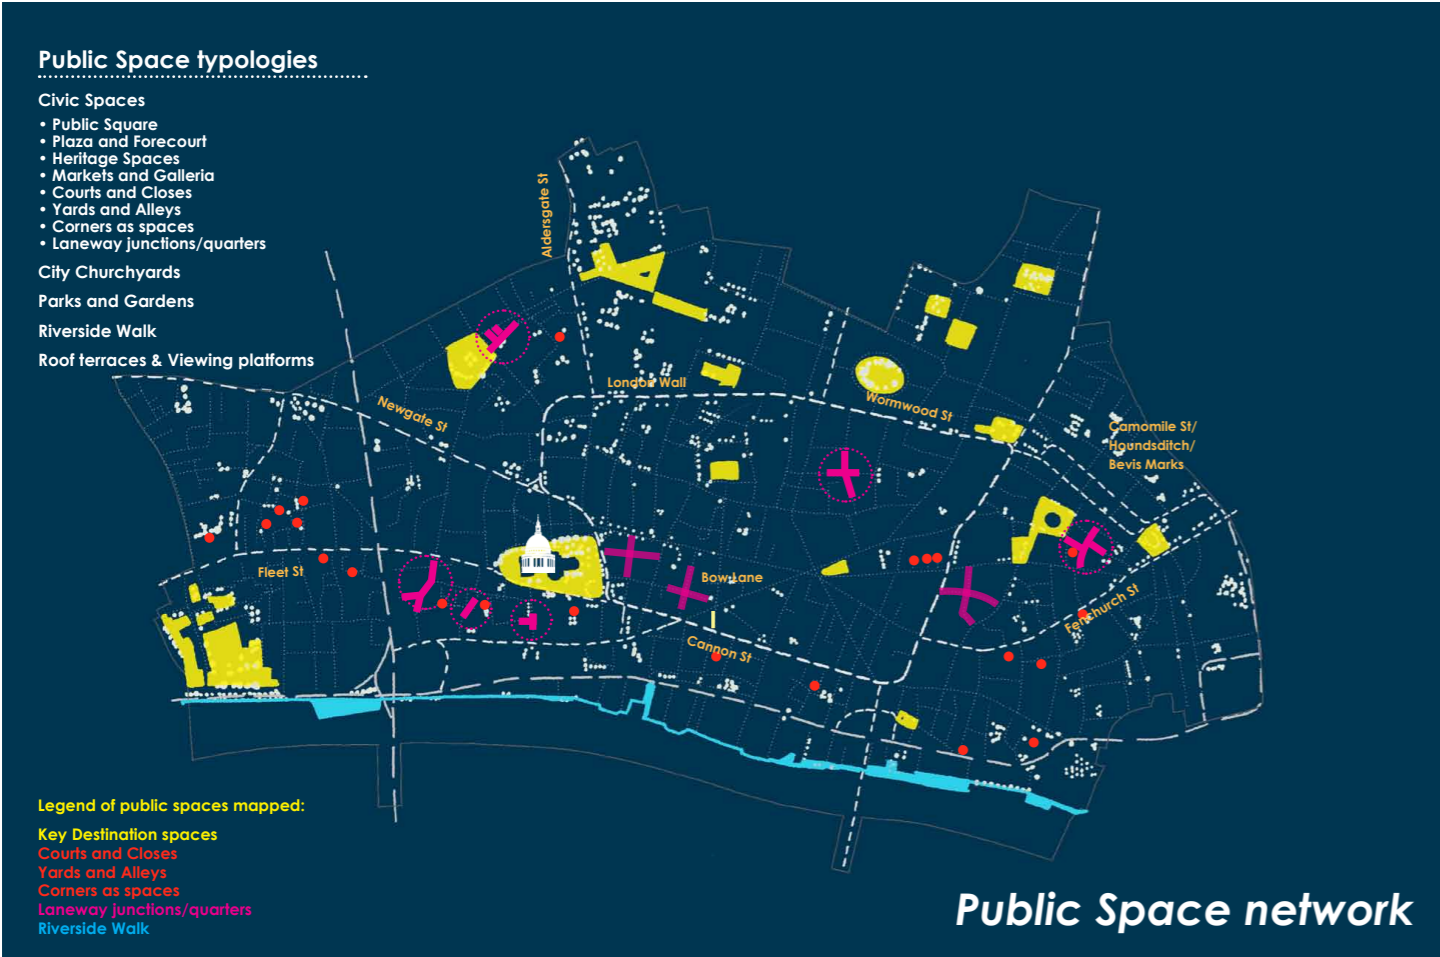 Public Space typologies
Civic Spaces
• Public Square
• Plaza and Forecourt
• Heritage Spaces
• Markets and Galleria
• Courts and Closes
• Yards and Alleys
• Corners as spaces
• Laneway junctions/quarters
City Churchyards
Parks and Gardens
Riverside Walk
Roof terraces & Viewing platforms
Aldersgate St
London Wall
Newgate St
Wormwood St
Camomile St/
Houndsditch/
Bevis Marks
Fleet St
Bow Lane
Cannon St
Fenchurch St
Legend of public spaces mapped:
Key Destination spaces
Courts and Closes
Yards and Alleys
Corners as spaces
Laneway junctions/quarters
Riverside Walk
Public Space network